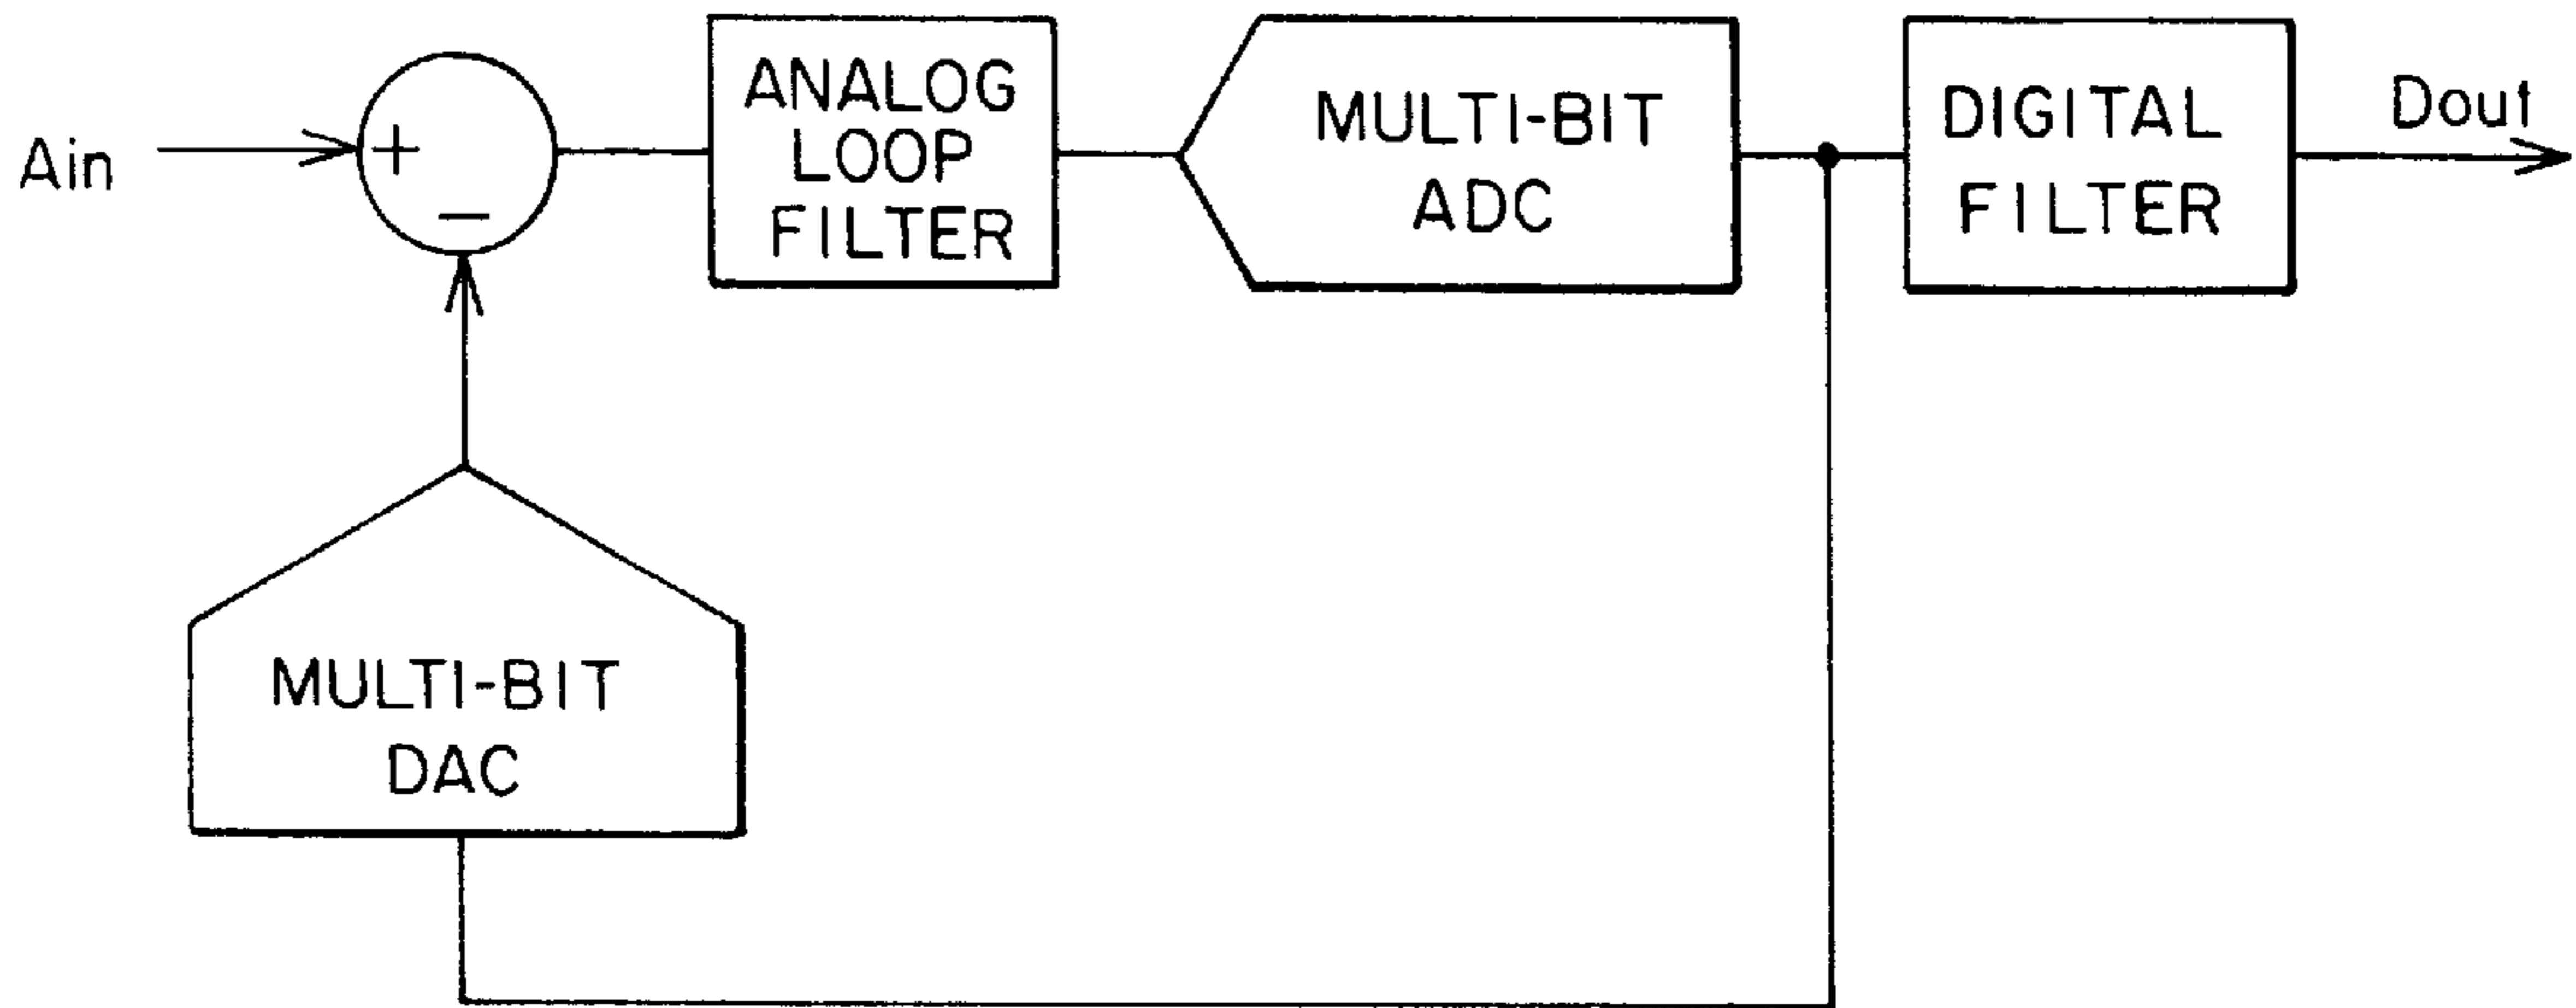 Ain
+
−
ANALOG
LOOP
FILTER
MULTI-BIT
ADC
DIGITAL
FILTER
Dout
MULTI-BIT
DAC